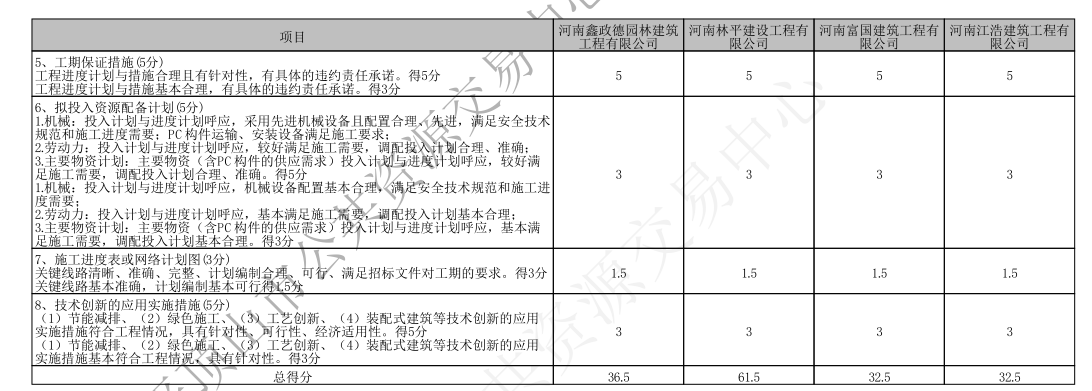 项目
河南鑫政德园林建筑
工程有限公司
河南林平建设工程有
限公司
河南富国建筑工程有
限公司
河南江浩建筑工程有
限公司
5、工期保证措施(5分)
工程进度计划与措施合理且有针对性，有具体的违约责任承诺。得5分
工程进度计划与措施基本合理，有具体的违约责任承诺。得3分
5
5
5
5
6、拟投入资源配备计划(5分)
1.机械：投入计划与进度计划呼应，采用先进机械设备且配置合理、先进，满足安全技术
规范和施工进度需要；PC构件运输、安装设备满足施工要求；
2.劳动力：投入计划与进度计划呼应，较好满足施工需要，调配投入计划合理、准确；
3.主要物资计划：主要物资（含PC构件的供应需求）投入计划与进度计划呼应，较好满
足施工需要，调配投入计划合理、准确。得5分
1.机械：投入计划与进度计划呼应，机械设备配置基本合理，满足安全技术规范和施工进
度需要；
2.劳动力：投入计划与进度计划呼应，基本满足施工需要，调配投入计划基本合理；
3.主要物资计划：主要物资（含PC构件的供应需求）投入计划与进度计划呼应，基本满
足施工需要，调配投入计划基本合理。得3分
3
3
3
3
7、施工进度表或网络计划图(3分)
关键线路清晰、准确、完整、计划编制合理、可行、满足招标文件对工期的要求。得3分
关键线路基本准确，计划编制基本可行得1.5分
1.5
1.5
1.5
1.5
8、技术创新的应用实施措施(5分)
（1）节能减排、（2）绿色施工、（3）工艺创新、（4）装配式建筑等技术创新的应用
实施措施符合工程情况，具有针对性、可行性、经济适用性。得5分
（1）节能减排、（2）绿色施工、（3）工艺创新、（4）装配式建筑等技术创新的应用
实施措施基本符合工程情况，具有针对性。得3分
3
3
3
3
总得分
36.5
61.5
32.5
32.5
平顶山市公共资源交易中心
共资源交易中心